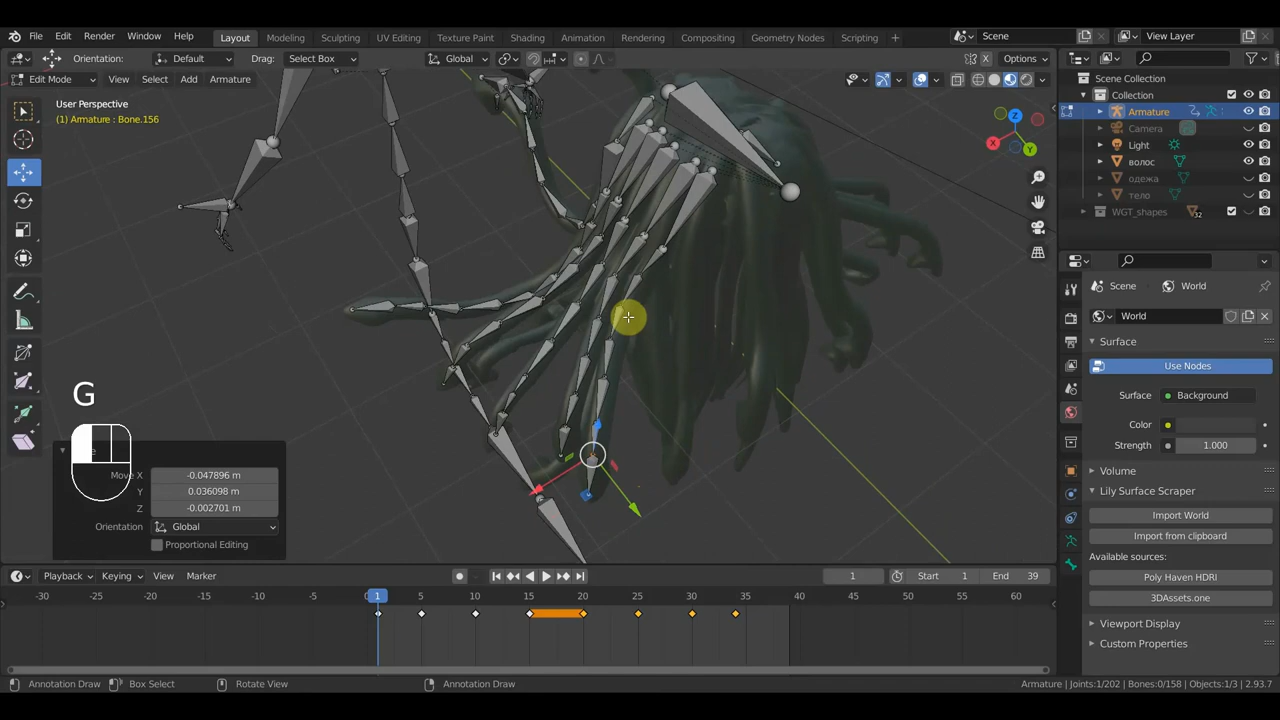 File Edit Render Window Help Layout Modeling Sculpting UV Editing Texture Paint Shading Animation Rendering Compositing Geometry Nodes Scripting + Scene View Layer
Orientation: Default Drag: Select Box Global Options
Edit Mode View Select Add Armature X
User Perspective
(1) Armature : Bone.156
Scene Collection
Collection
Armature
Camera
Light
волос
одежа
тело
WGT_shapes 32
Z
X
Y
Scene World
World
Surface
Use Nodes
Surface Background
Color
Strength 1.000
Volume
Lily Surface Scraper
Import World
Import from clipboard
Available sources:
Poly Haven HDRI
3DAssets.one
Viewport Display
Custom Properties
G
Move X -0.047896 m
Y 0.036098 m
Z -0.002701 m
Orientation Global
Proportional Editing
Playback Keying View Marker 1 Start 1 End 39
-30 -25 -20 -15 -10 -5 1 5 10 15 20 25 30 35 40 45 50 55 60
Annotation Draw Box Select Rotate View Annotation Draw Armature | Joints:1/202 | Bones:0/158 | Objects:1/3 | 2.93.7